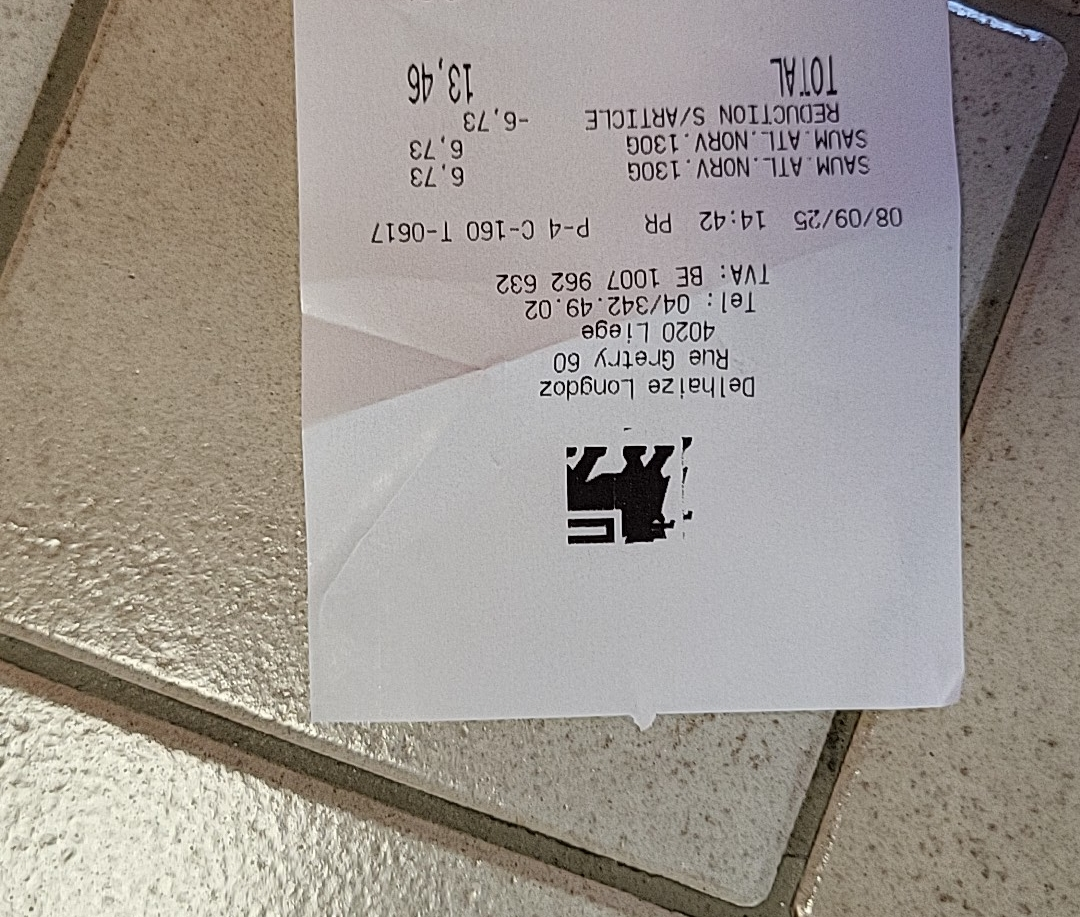 Delhaize Longdoz
Rue Gretry 60
4020 Liege
Tel: 04/342.49.02
TVA: BE 1007 962 632
08/09/25 14:42 PR P-4 C-160 T-0617
SAUM.ATL.NORV.130G 6,73
SAUM.ATL.NORV.130G 6,73
REDUCTION S/ARTICLE -6,73
TOTAL 13,46